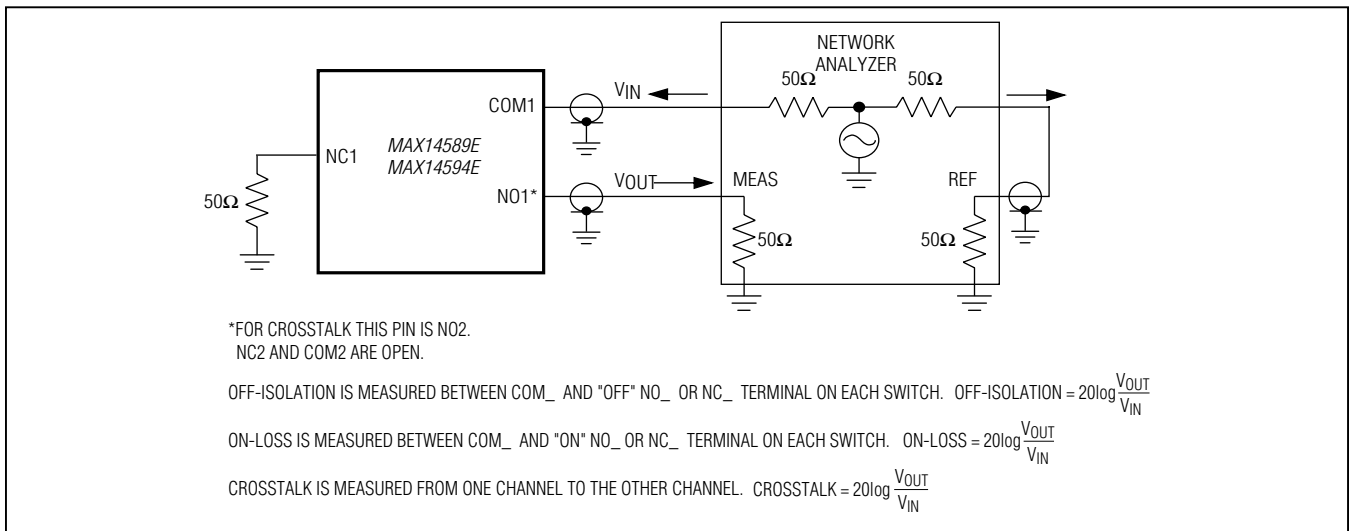 NETWORK
ANALYZER
50Ω
50Ω
VIN
COM1
MAX14589E
MAX14594E
NC1
50Ω
NO1*
VOUT
MEAS
REF
50Ω
50Ω
*FOR CROSSTALK THIS PIN IS NO2.
NC2 AND COM2 ARE OPEN.
OFF-ISOLATION IS MEASURED BETWEEN COM_ AND "OFF" NO_ OR NC_ TERMINAL ON EACH SWITCH. OFF-ISOLATION = 20log VOUT/VIN
ON-LOSS IS MEASURED BETWEEN COM_ AND "ON" NO_ OR NC_ TERMINAL ON EACH SWITCH. ON-LOSS = 20log VOUT/VIN
CROSSTALK IS MEASURED FROM ONE CHANNEL TO THE OTHER CHANNEL. CROSSTALK = 20log VOUT/VIN